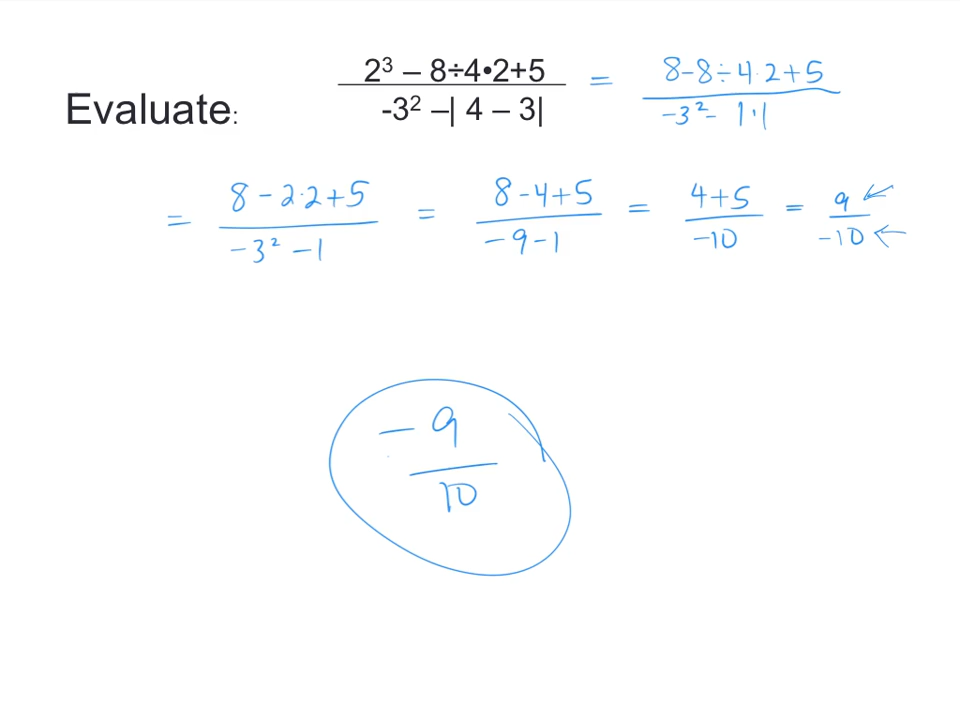 2³ – 8÷4•2+5 = 8-8÷4·2+5
Evaluate: -3² –| 4 – 3| -3²- |1|
= 8-2·2+5 = 8-4+5 = 4+5 = 9
-3²-1 -9-1 -10 -10
- 9
10